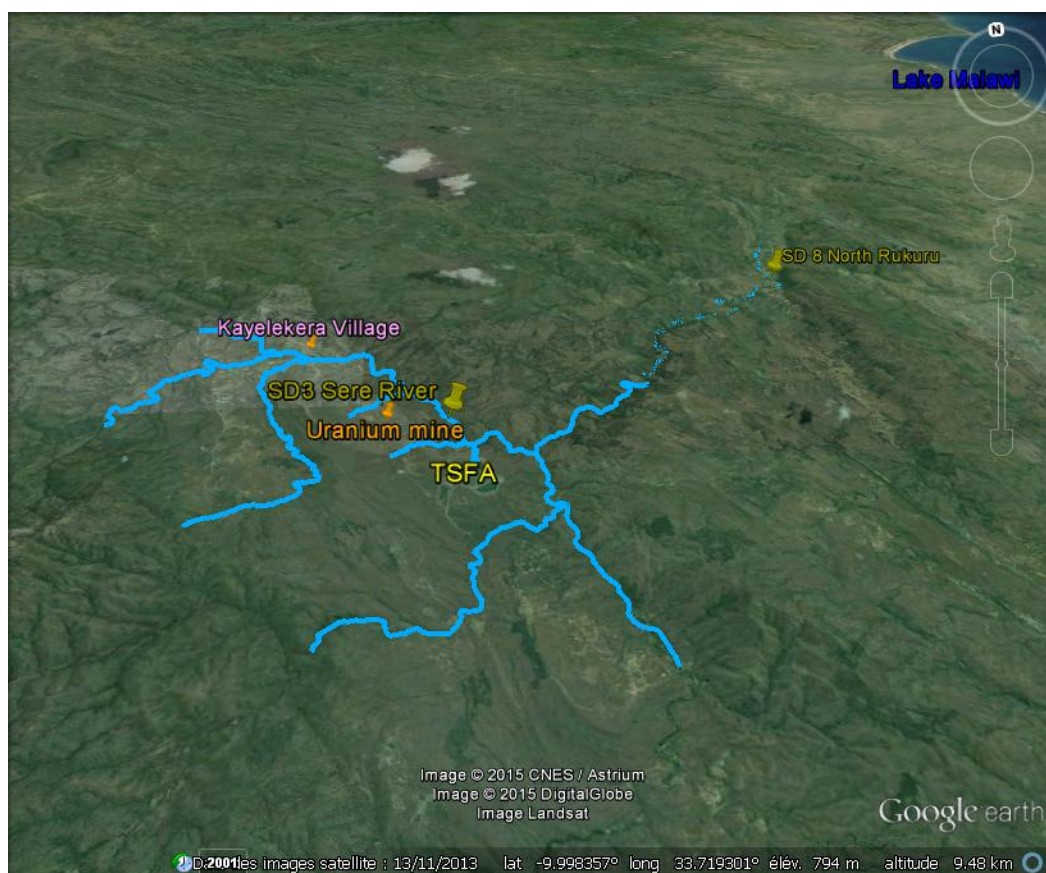 N
Lake Malawi
SD 8 North Rukuru
Kayelekera Village
SD3 Sere River
Uranium mine
TSFA
Image © 2015 CNES / Astrium
Image © 2015 DigitalGlobe
Image Landsat
Google earth
2001 les images satellite : 13/11/2013 lat -9.998357° long 33.719301° élév. 794 m altitude 9.48 km